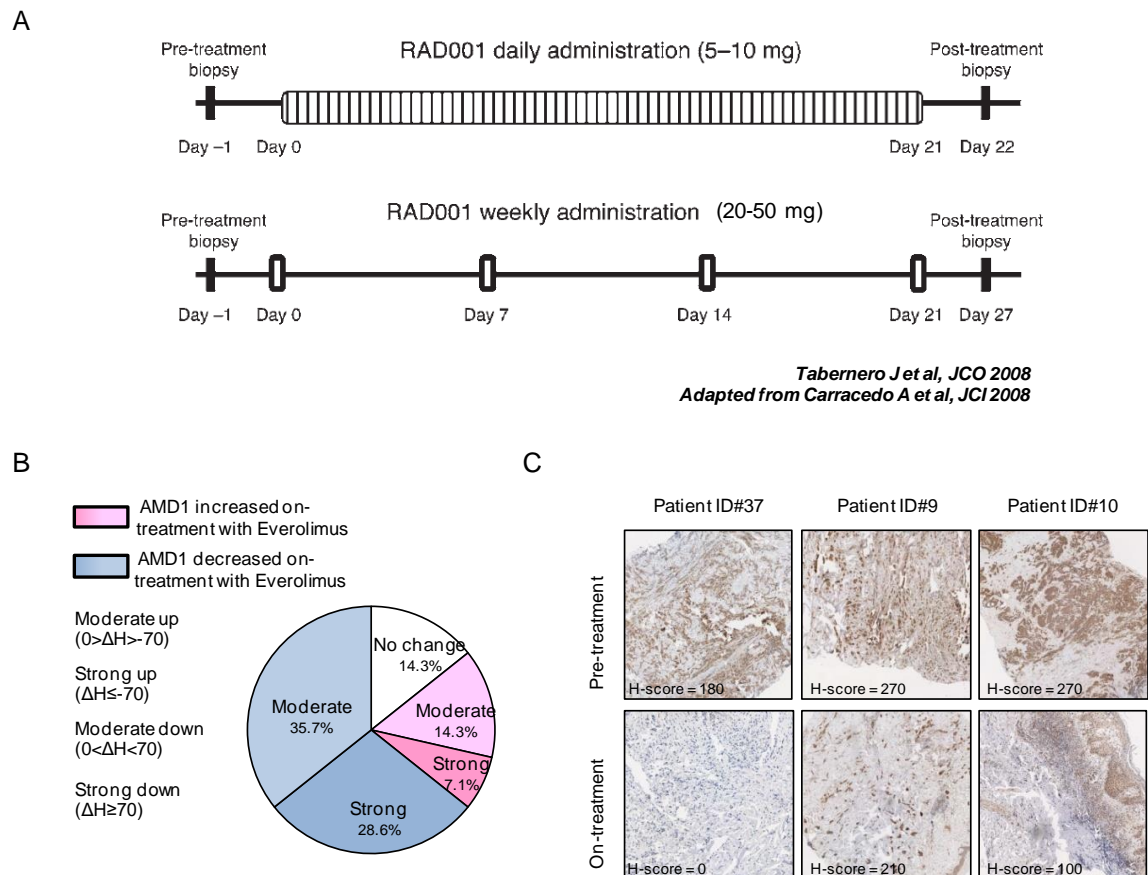 A
RAD001 daily administration (5–10 mg)
Pre-treatment
biopsy
Post-treatment
biopsy
Day –1
Day 0
Day 21
Day 22
RAD001 weekly administration (20-50 mg)
Pre-treatment
biopsy
Post-treatment
biopsy
Day –1
Day 0
Day 7
Day 14
Day 21
Day 27
Tabernero J et al, JCO 2008
Adapted from Carracedo A et al, JCI 2008
B
AMD1 increased on-
treatment with Everolimus
AMD1 decreased on-
treatment with Everolimus
Moderate up
(0>ΔH>-70)
Strong up
(ΔH≤-70)
Moderate down
(0<ΔH<70)
Strong down
(ΔH≥70)
No change
14.3%
Moderate
14.3%
Strong
7.1%
Strong
28.6%
Moderate
35.7%
C
Patient ID#37
Patient ID#9
Patient ID#10
Pre-treatment
H-score = 180
H-score = 270
H-score = 270
On-treatment
H-score = 0
H-score = 210
H-score = 100